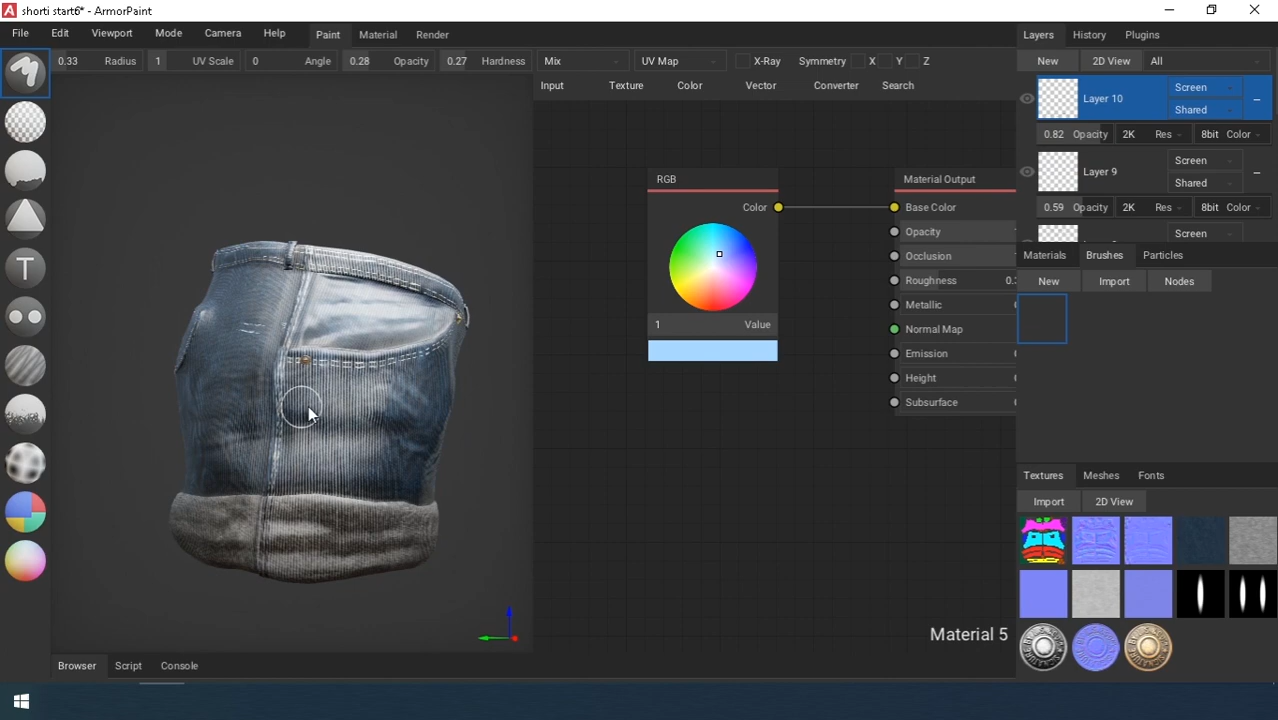 shorti start6* - ArmorPaint
File Edit Viewport Mode Camera Help Paint Material Render Layers History Plugins
0.33 Radius 1 UV Scale 0 Angle 0.28 Opacity 0.27 Hardness Mix UV Map X-Ray Symmetry X Y Z New 2D View All
Input Texture Color Vector Converter Search
Layer 10 Screen
Shared
0.82 Opacity 2K Res 8bit Color
Layer 9 Screen
Shared
0.59 Opacity 2K Res 8bit Color
Screen
RGB
Color
1 Value
Material Output
Base Color
Opacity
Occlusion
Roughness
Metallic
Normal Map
Emission
Height
Subsurface
Materials Brushes Particles
New Import Nodes
Textures Meshes Fonts
Import 2D View
T
Material 5
Browser Script Console